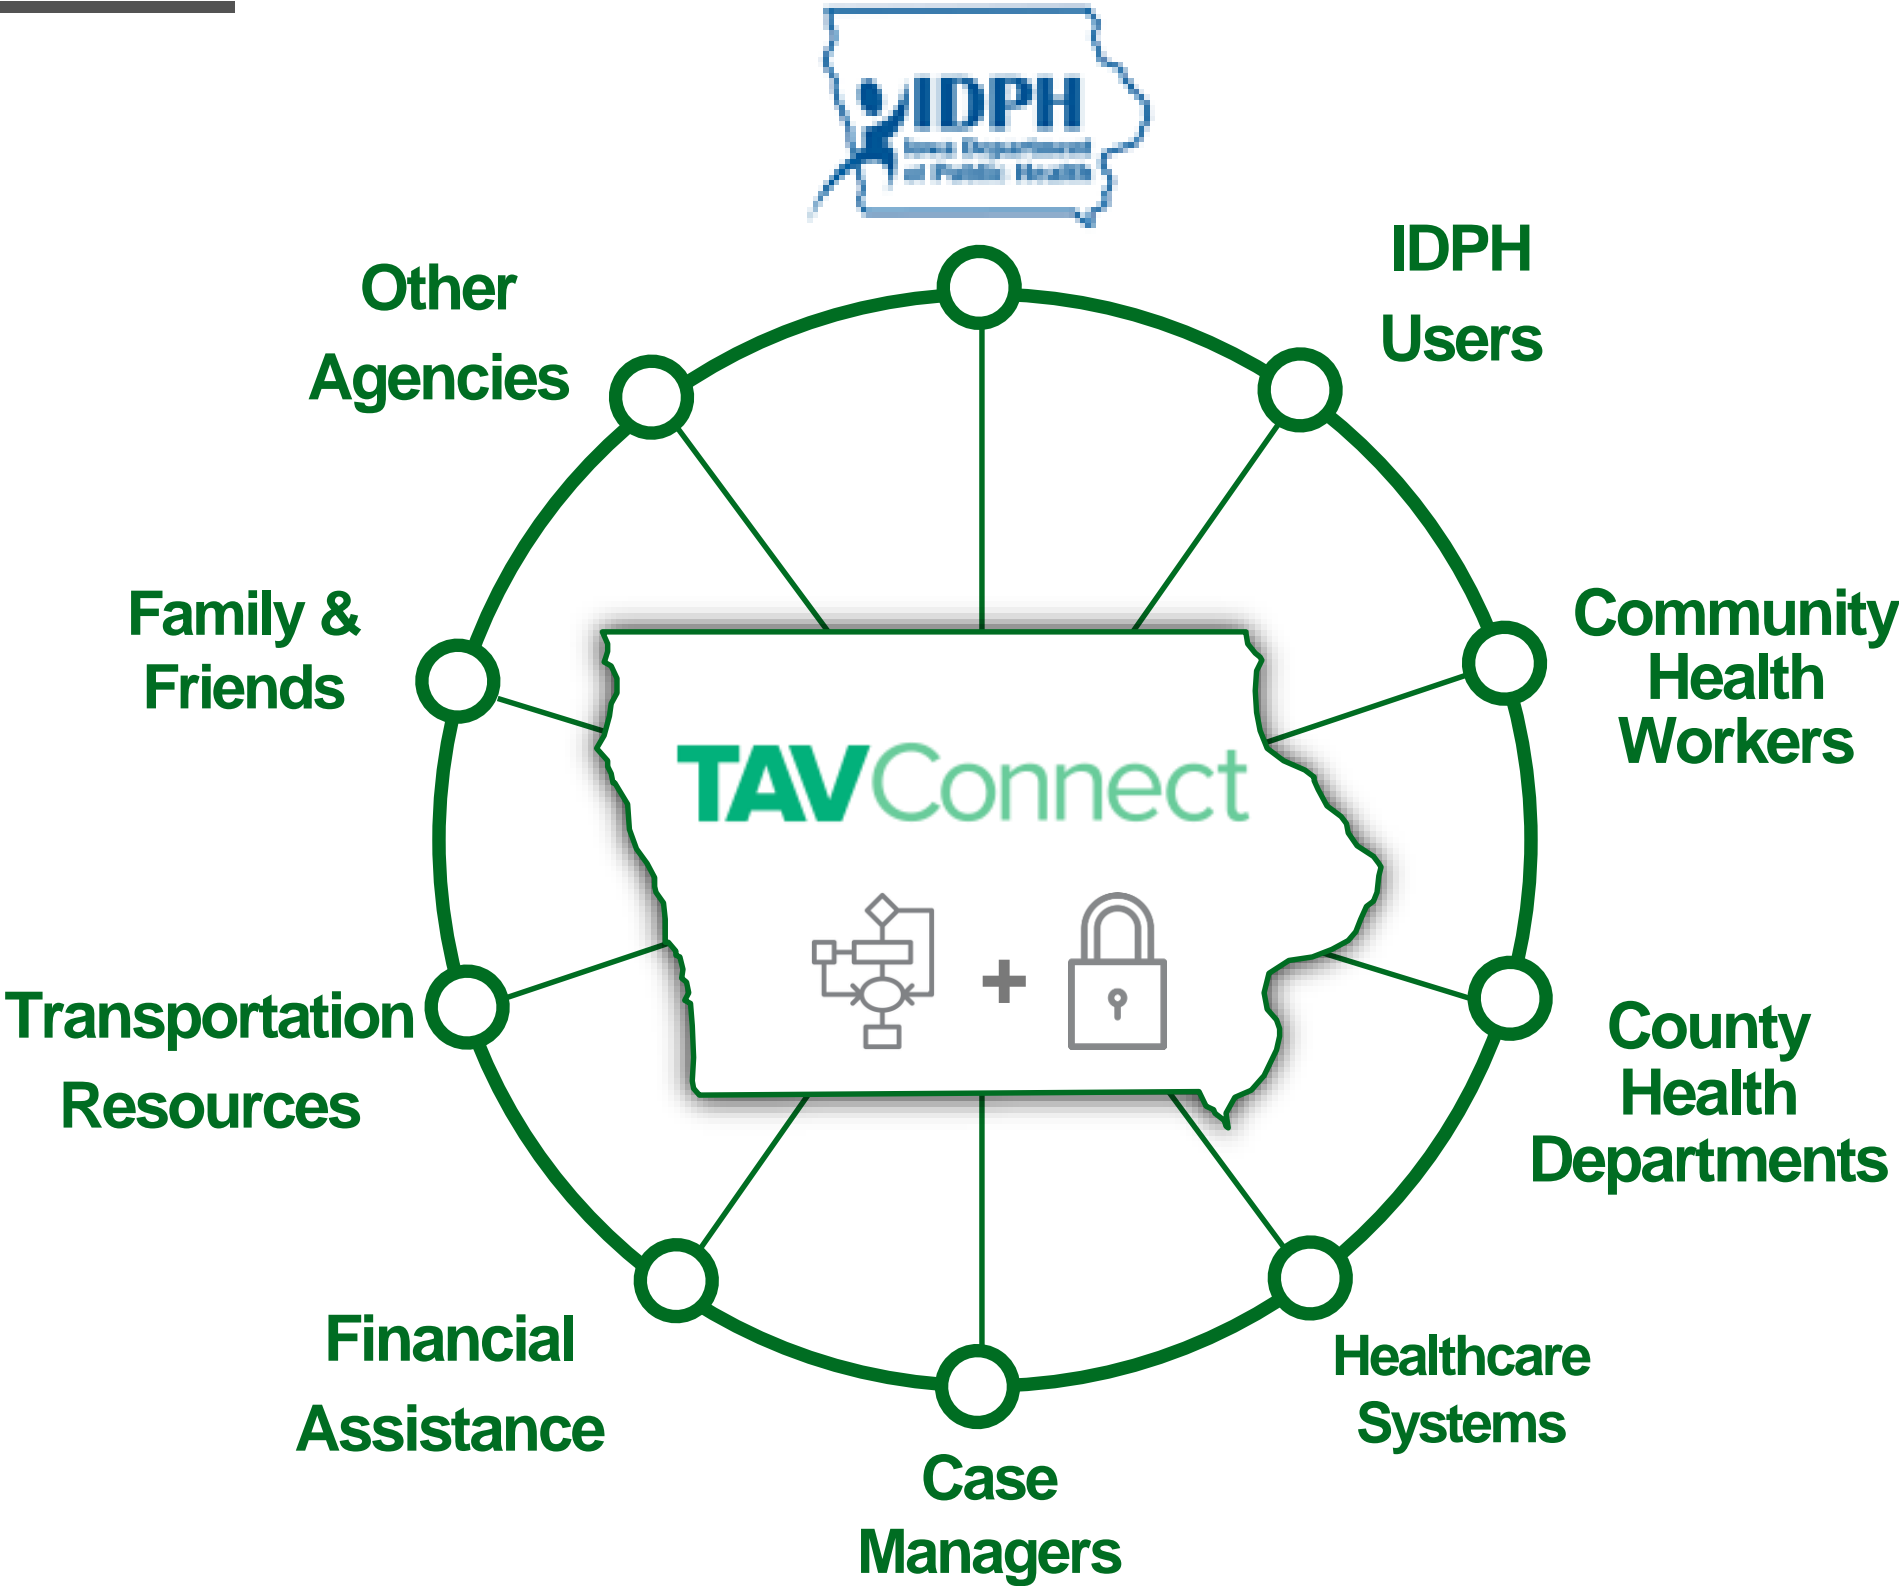 IDPH
Iowa Department
of Public Health
IDPH
Users
Other
Agencies
Community
Health
Workers
Family &
Friends
TAVConnect
+
County
Health
Departments
Transportation
Resources
Healthcare
Systems
Financial
Assistance
Case
Managers